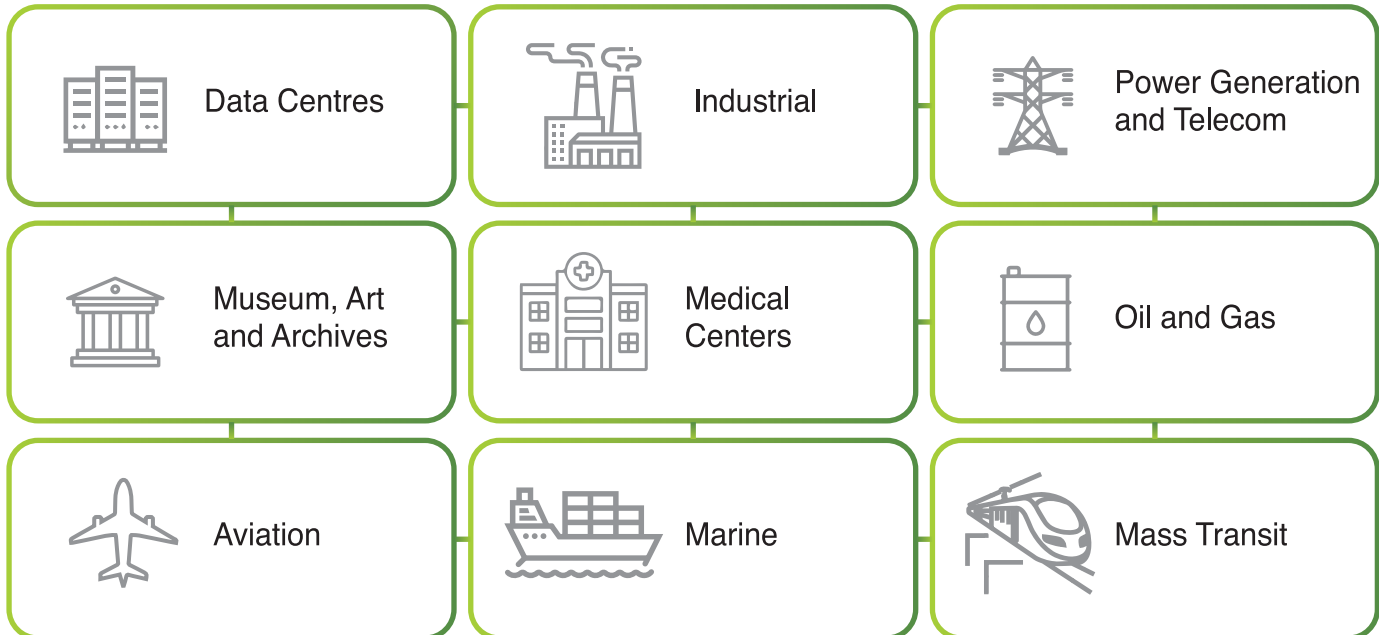 Data Centres
Industrial
Power Generation
and Telecom
Museum, Art
and Archives
Medical
Centers
Oil and Gas
Aviation
Marine
Mass Transit